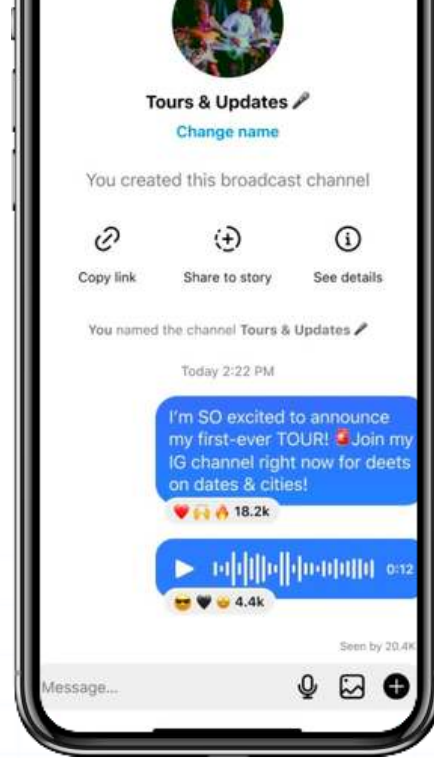 Tours & Updates 🎤
Change name
You created this broadcast channel
Copy link
Share to story
See details
You named the channel Tours & Updates 🎤
Today 2:22 PM
I'm SO excited to announce
my first-ever TOUR! 🚨Join my
IG channel right now for deets
on dates & cities!
❤️🙌🔥 18.2k
0:12
😎🖤🤩 4.4k
Seen by 20.4K
Message...